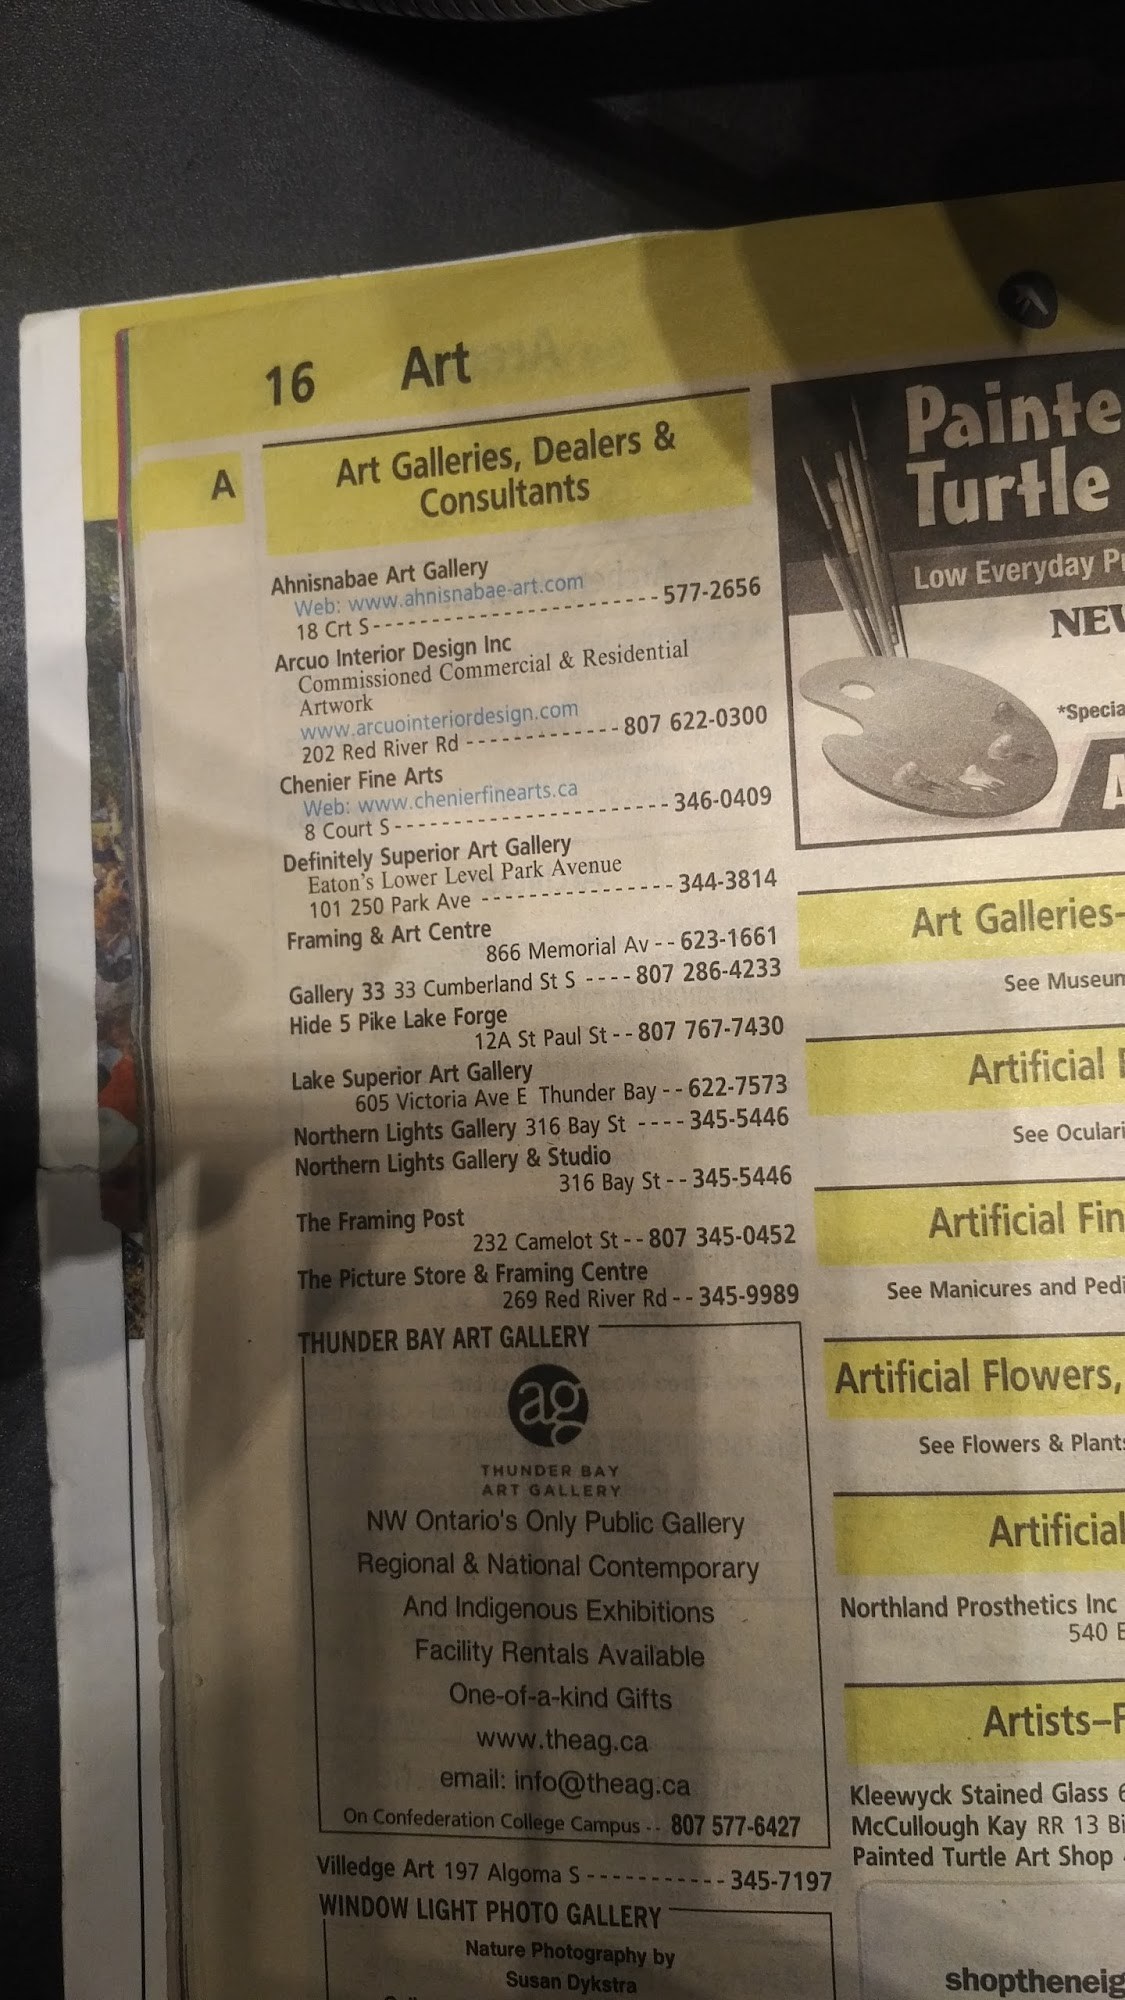 16 Art
A
Art Galleries, Dealers &
Consultants
Ahnisnabae Art Gallery
Web: www.ahnisnabae-art.com
18 Crt S - - - - - - - - - - - - - - - - - - - - - - - 577-2656
Arcuo Interior Design Inc
Commissioned Commercial & Residential
Artwork
www.arcuointeriordesign.com
202 Red River Rd - - - - - - - - - - - - 807 622-0300
Chenier Fine Arts
Web: www.chenierfinearts.ca
8 Court S - - - - - - - - - - - - - - - - - - - - - - 346-0409
Definitely Superior Art Gallery
Eaton's Lower Level Park Avenue
101 250 Park Ave - - - - - - - - - - - - - - - 344-3814
Framing & Art Centre
866 Memorial Av - - 623-1661
Gallery 33 33 Cumberland St S - - - - 807 286-4233
Hide 5 Pike Lake Forge
12A St Paul St - - 807 767-7430
Lake Superior Art Gallery
605 Victoria Ave E Thunder Bay - - 622-7573
Northern Lights Gallery 316 Bay St - - - - 345-5446
Northern Lights Gallery & Studio
316 Bay St - - 345-5446
The Framing Post
232 Camelot St - - 807 345-0452
The Picture Store & Framing Centre
269 Red River Rd - - 345-9989
THUNDER BAY ART GALLERY
ag
THUNDER BAY
ART GALLERY
NW Ontario's Only Public Gallery
Regional & National Contemporary
And Indigenous Exhibitions
Facility Rentals Available
One-of-a-kind Gifts
www.theag.ca
email: info@theag.ca
On Confederation College Campus - - 807 577-6427
Villedge Art 197 Algoma S - - - - - - - - - - - 345-7197
WINDOW LIGHT PHOTO GALLERY
Nature Photography by
Susan Dykstra
Painte
Turtle
Low Everyday Pr
NEW
*Specia
A
Art Galleries-
See Museum
Artificial
See Ocular
Artificial Fin
See Manicures and Pedi
Artificial Flowers,
See Flowers & Plants
Artificial
Northland Prosthetics Inc
540 E
Artists–F
Kleewyck Stained Glass 6
McCullough Kay RR 13 Bi
Painted Turtle Art Shop
shoptheneig